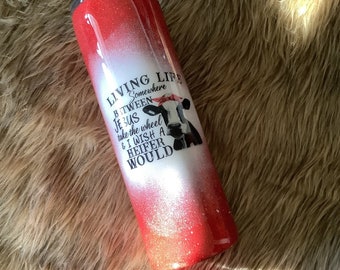 LIVING LIFE
Somewhere
BETWEEN
JESUS
take the wheel
& I WISH A
HEIFER
WOULD